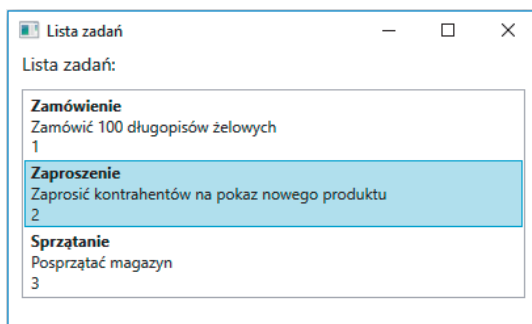 Lista zadań
Lista zadań:
Zamówienie
Zamówić 100 długopisów żelowych
1
Zaproszenie
Zaprosić kontrahentów na pokaz nowego produktu
2
Sprzątanie
Posprzątać magazyn
3